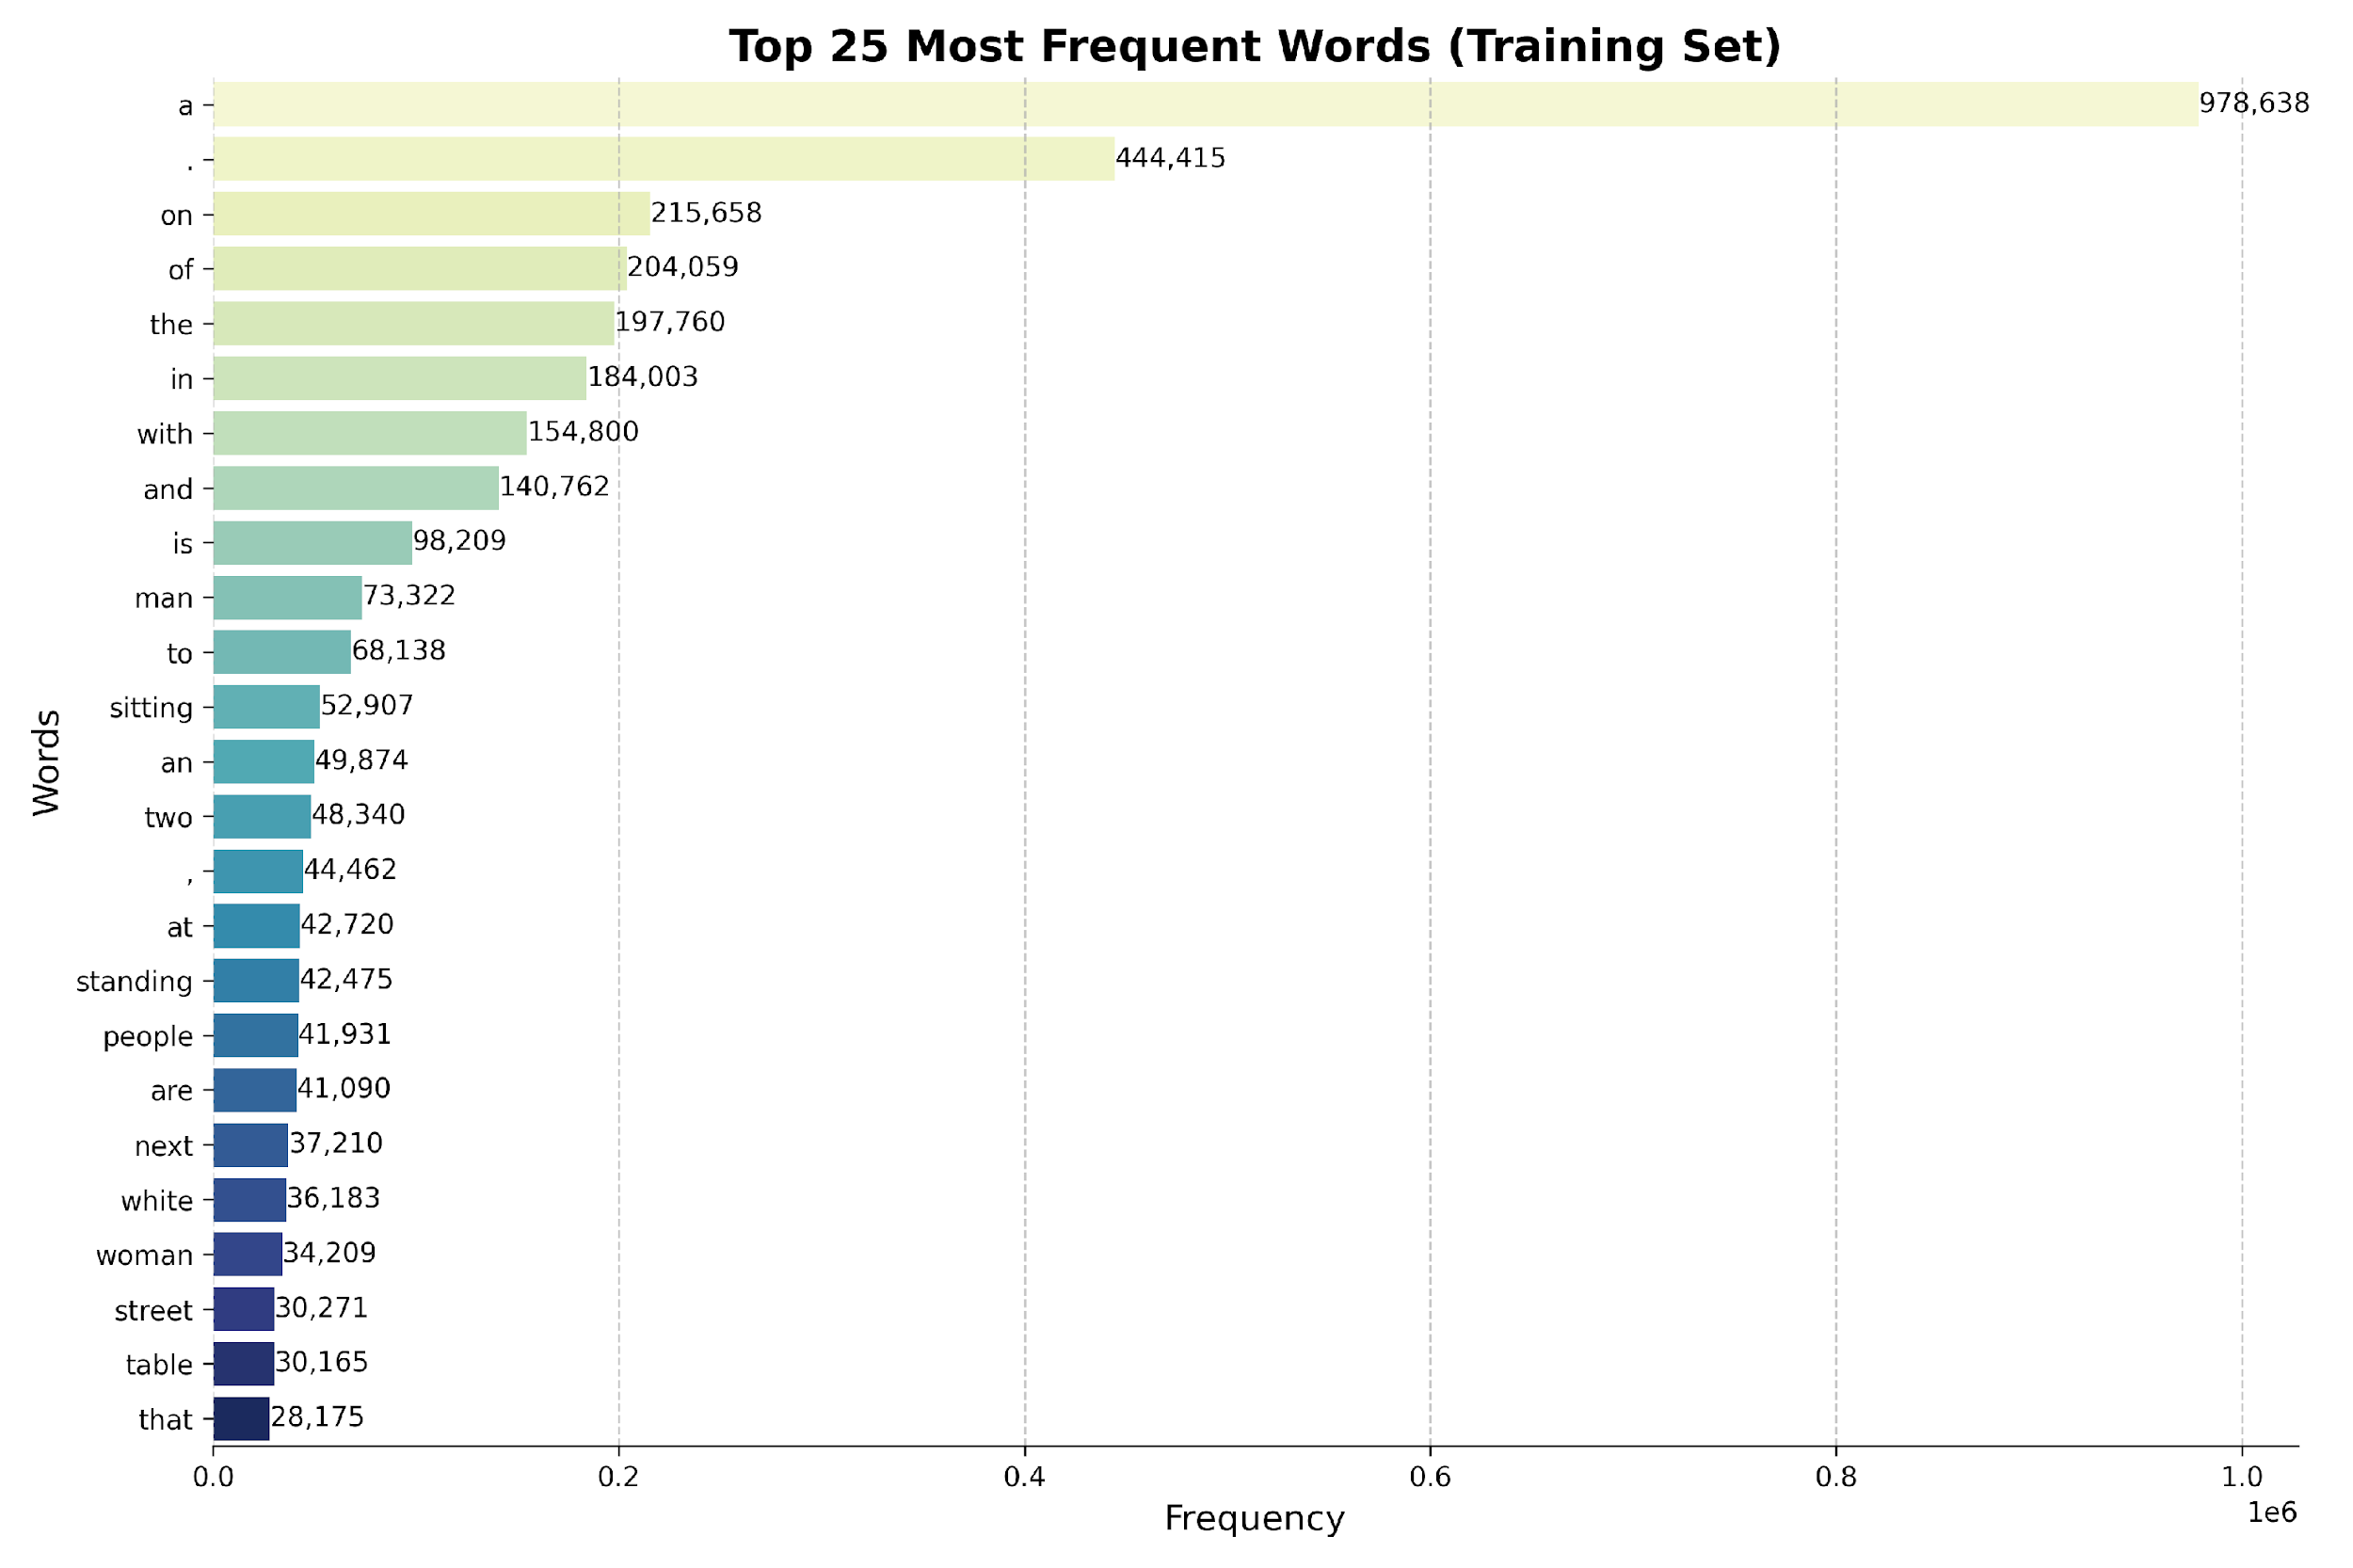 Top 25 Most Frequent Words (Training Set)
a 978,638
. 444,415
on 215,658
of 204,059
the 197,760
in 184,003
with 154,800
and 140,762
is 98,209
man 73,322
to 68,138
sitting 52,907
an 49,874
two 48,340
, 44,462
at 42,720
standing 42,475
people 41,931
are 41,090
next 37,210
white 36,183
woman 34,209
street 30,271
table 30,165
that 28,175
Words
0.0 0.2 0.4 0.6 0.8 1.0
1e6
Frequency